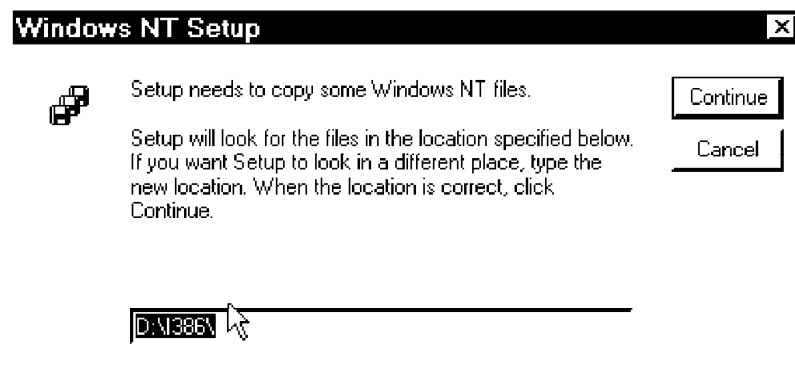 Windows NT Setup
Setup needs to copy some Windows NT files.
Continue
Setup will look for the files in the location specified below.
Cancel
If you want Setup to look in a different place, type the
new location. When the location is correct, click
Continue.
D:\I386\